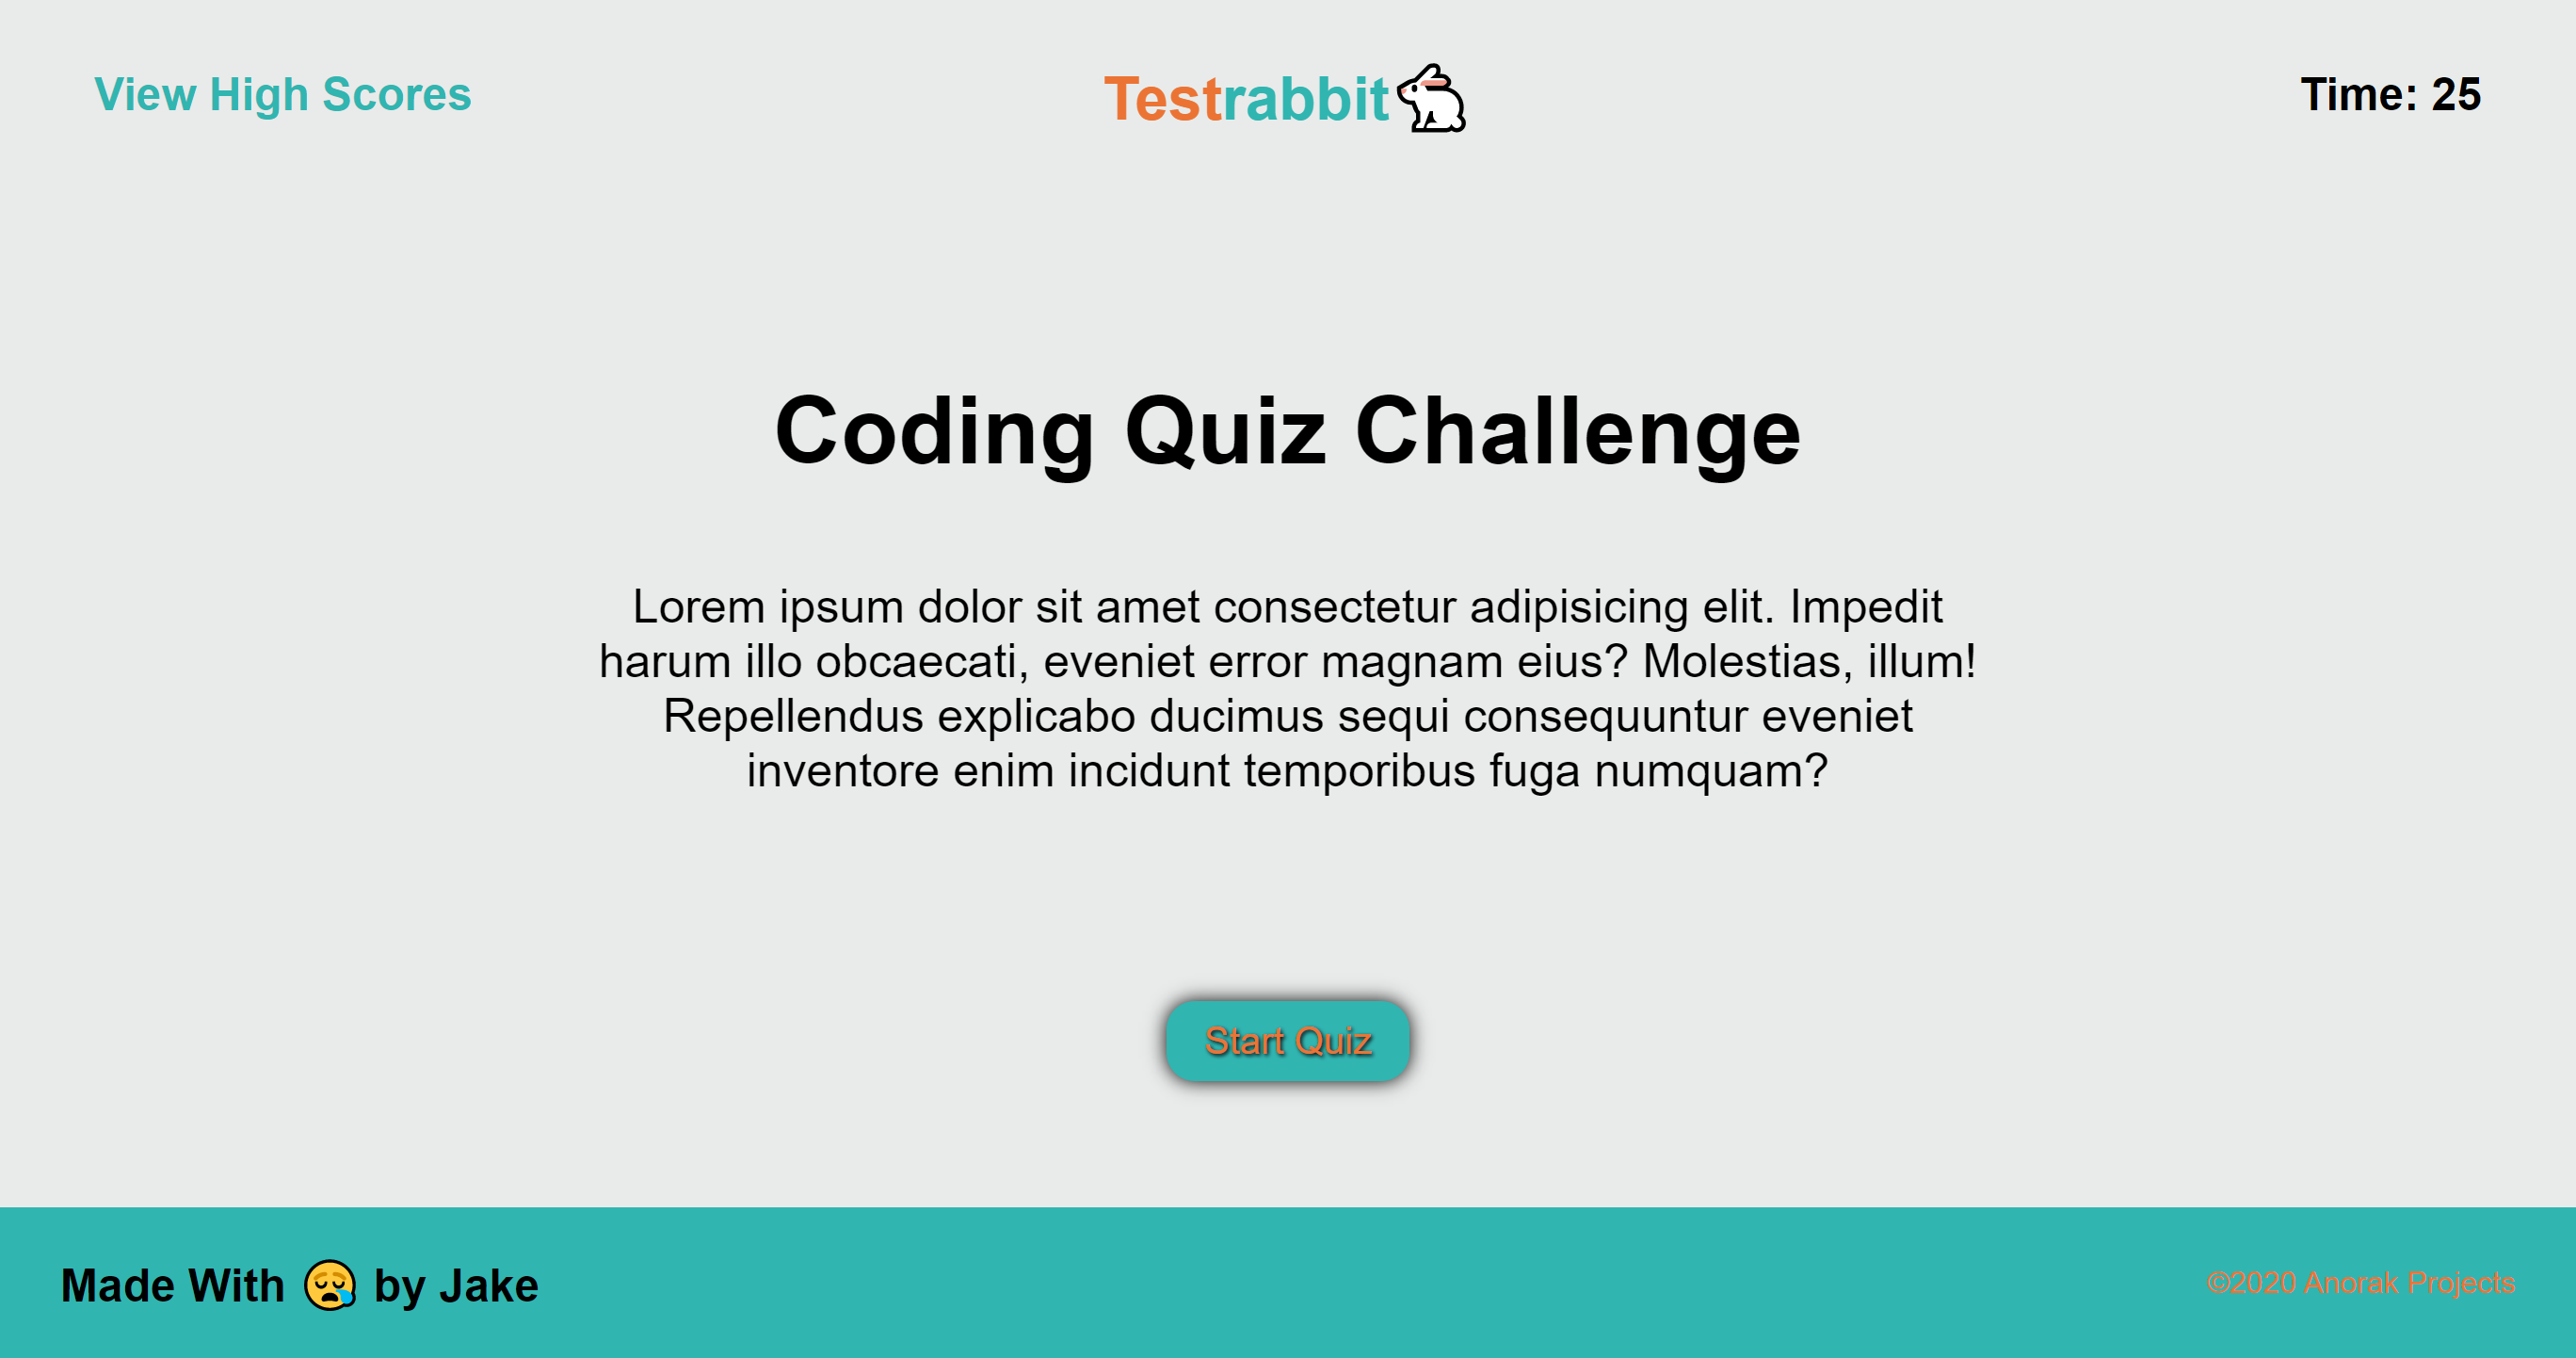 View High Scores
Testrabbit
Time: 25
Coding Quiz Challenge
Lorem ipsum dolor sit amet consectetur adipisicing elit. Impedit
harum illo obcaecati, eveniet error magnam eius? Molestias, illum!
Repellendus explicabo ducimus sequi consequuntur eveniet
inventore enim incidunt temporibus fuga numquam?
Start Quiz
Made With 😪 by Jake
©2020 Anorak Projects